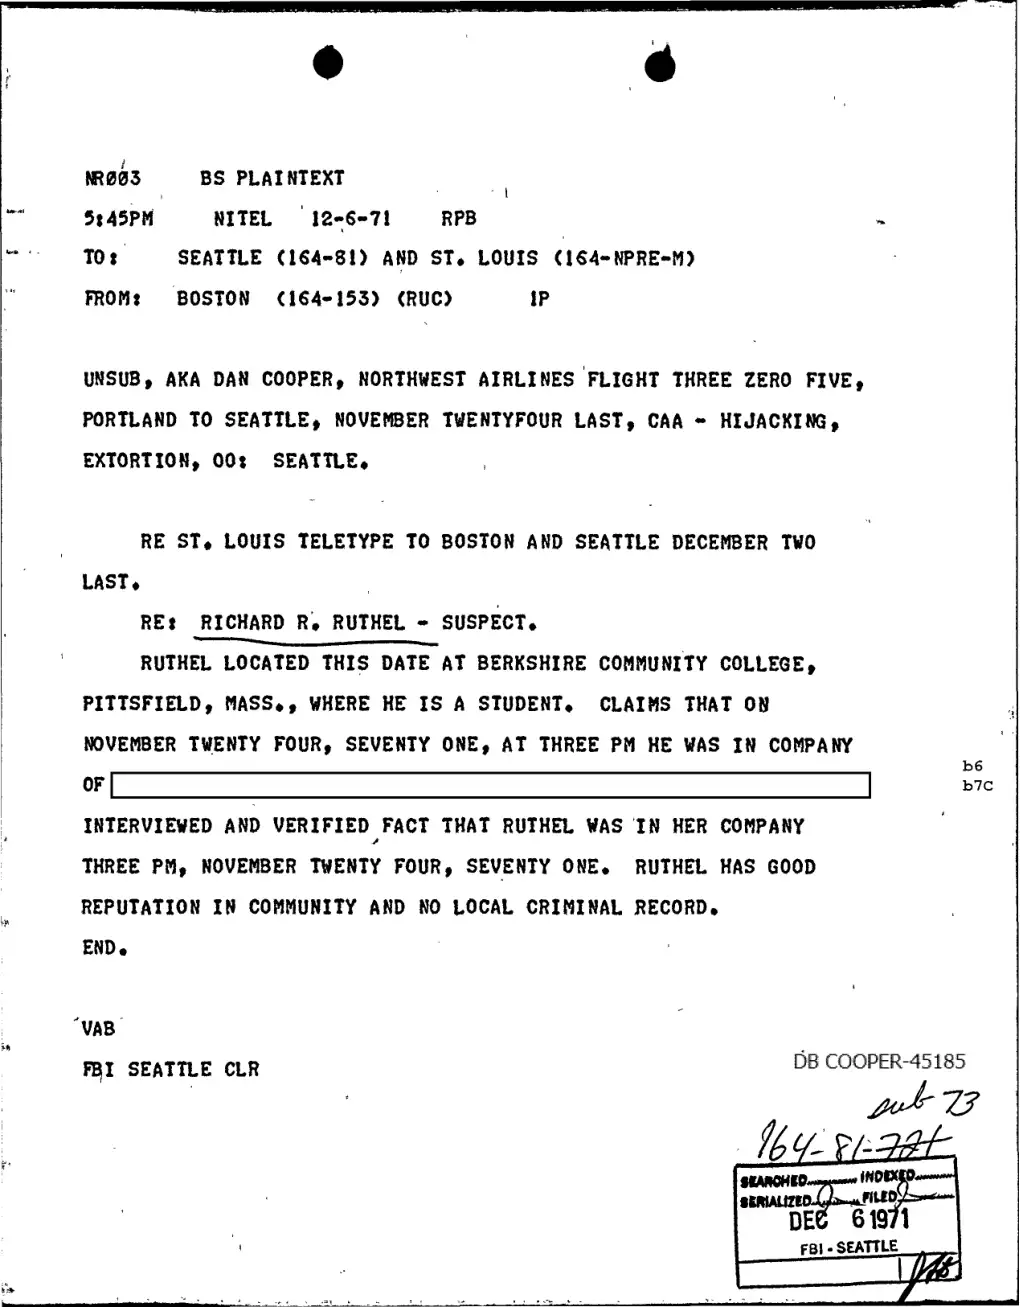 NR003 BS PLAINTEXT
5:45PM NITEL 12-6-71 RPB
TO: SEATTLE (164-81) AND ST. LOUIS (164-NPRE-M)
FROM: BOSTON (164-153) (RUC) 1P
UNSUB, AKA DAN COOPER, NORTHWEST AIRLINES FLIGHT THREE ZERO FIVE,
PORTLAND TO SEATTLE, NOVEMBER TWENTYFOUR LAST, CAA - HIJACKING,
EXTORTION, OO: SEATTLE.
RE ST. LOUIS TELETYPE TO BOSTON AND SEATTLE DECEMBER TWO
LAST.
RE: RICHARD R. RUTHEL - SUSPECT.
RUTHEL LOCATED THIS DATE AT BERKSHIRE COMMUNITY COLLEGE,
PITTSFIELD, MASS., WHERE HE IS A STUDENT. CLAIMS THAT ON
NOVEMBER TWENTY FOUR, SEVENTY ONE, AT THREE PM HE WAS IN COMPANY
OF
b6
b7C
INTERVIEWED AND VERIFIED FACT THAT RUTHEL WAS IN HER COMPANY
THREE PM, NOVEMBER TWENTY FOUR, SEVENTY ONE. RUTHEL HAS GOOD
REPUTATION IN COMMUNITY AND NO LOCAL CRIMINAL RECORD.
END.
VAB
FBI SEATTLE CLR
DB COOPER-45185
sub 73
164-81-
SEARCHED INDEXED
SERIALIZED FILED
DEC 6 1971
FBI - SEATTLE